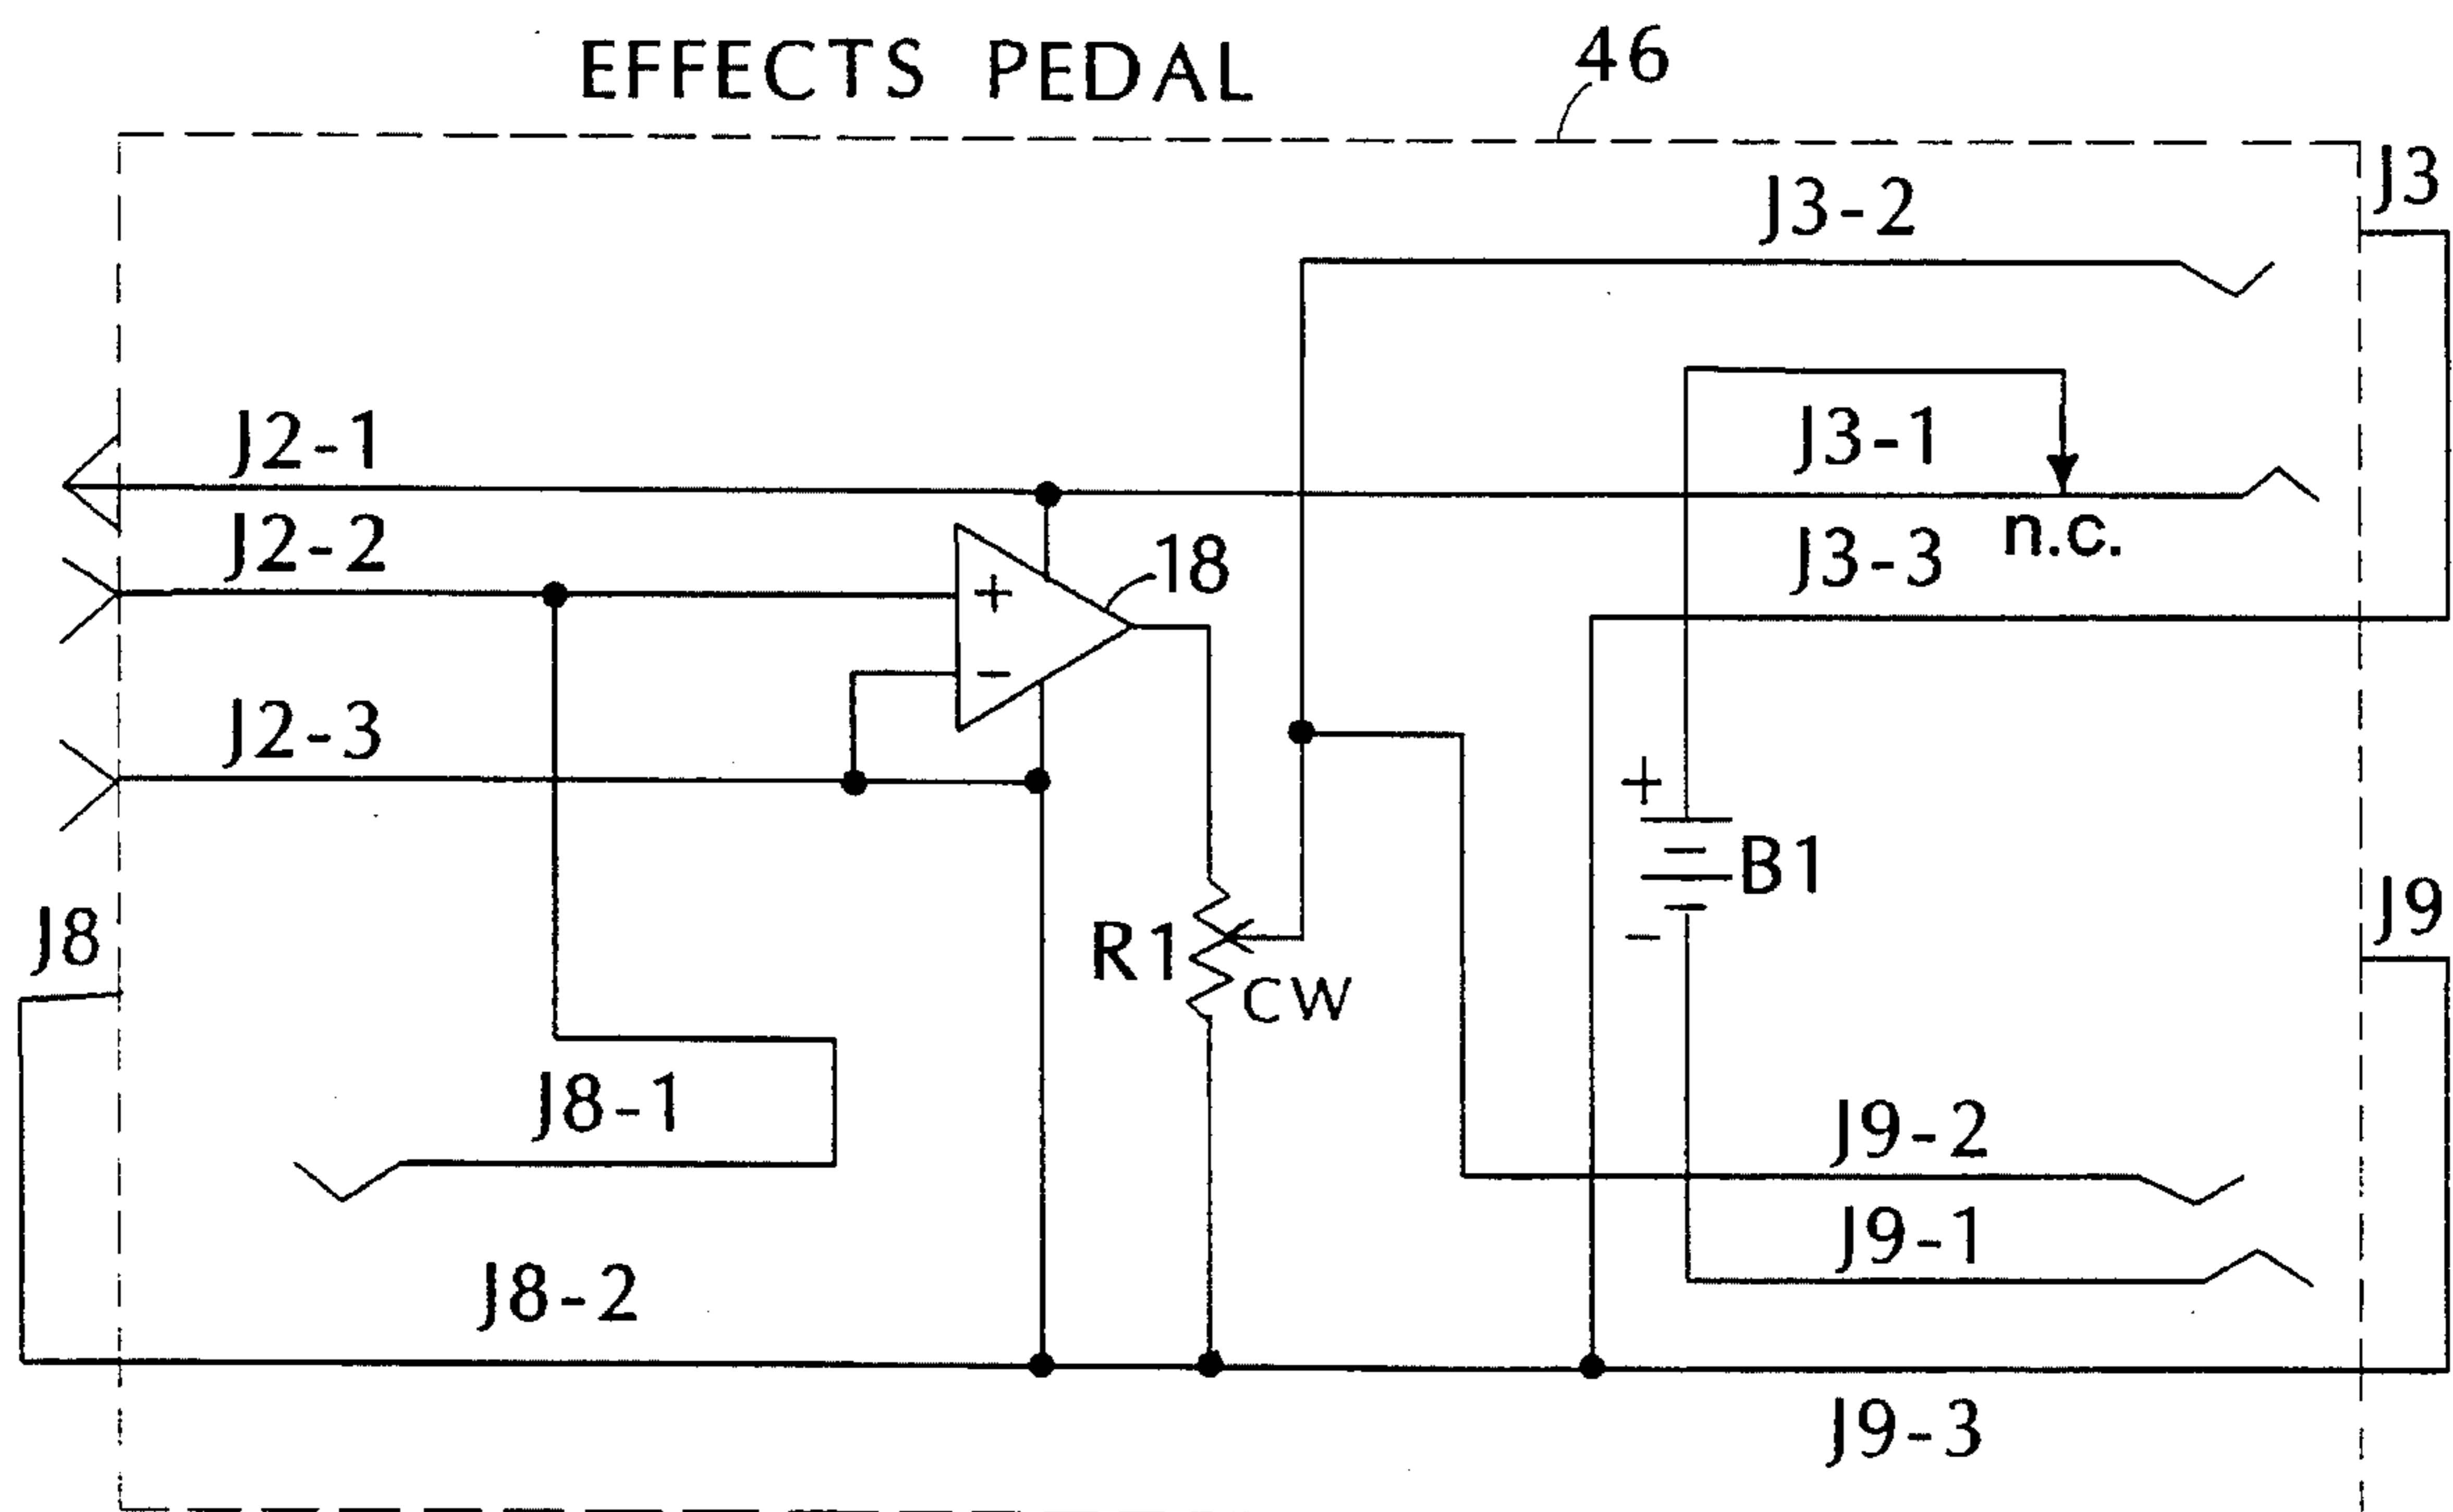 EFFECTS PEDAL
46
J3
J3-2
J2-1
J3-1
n.c.
J2-2
18
J3-3
+
−
J2-3
+
B1
−
J8
R1
CW
J9
J8-1
J9-2
J9-1
J8-2
J9-3